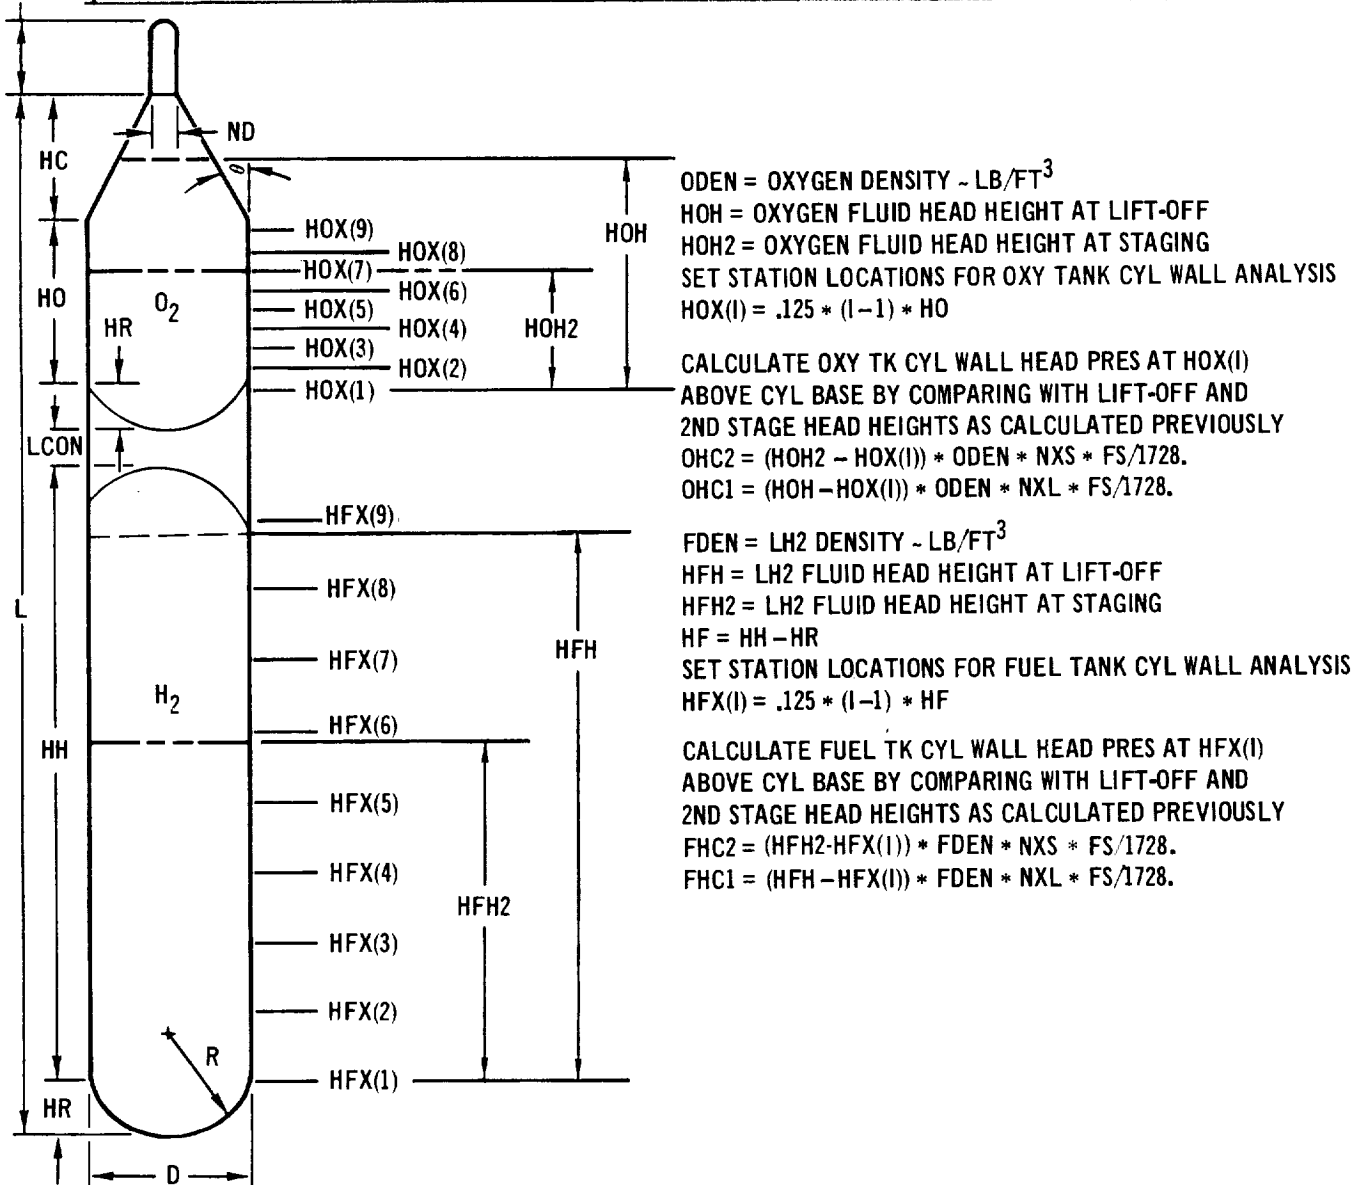 ND
HC
θ
HOX(9)
HOH
HOX(8)
HOX(7)
HOX(6)
HO
O2
HOX(5)
HR
HOX(4)
HOH2
HOX(3)
HOX(2)
HOX(1)
LCON
HFX(9)
HFX(8)
L
HFH
HFX(7)
H2
HFX(6)
HH
HFX(5)
HFX(4)
HFH2
HFX(3)
HFX(2)
R
HFX(1)
HR
D
ODEN = OXYGEN DENSITY ~ LB/FT3
HOH = OXYGEN FLUID HEAD HEIGHT AT LIFT-OFF
HOH2 = OXYGEN FLUID HEAD HEIGHT AT STAGING
SET STATION LOCATIONS FOR OXY TANK CYL WALL ANALYSIS
HOX(I) = .125 * (I-1) * HO
CALCULATE OXY TK CYL WALL HEAD PRES AT HOX(I)
ABOVE CYL BASE BY COMPARING WITH LIFT-OFF AND
2ND STAGE HEAD HEIGHTS AS CALCULATED PREVIOUSLY
OHC2 = (HOH2 - HOX(I)) * ODEN * NXS * FS/1728.
OHC1 = (HOH - HOX(I)) * ODEN * NXL * FS/1728.
FDEN = LH2 DENSITY ~ LB/FT3
HFH = LH2 FLUID HEAD HEIGHT AT LIFT-OFF
HFH2 = LH2 FLUID HEAD HEIGHT AT STAGING
HF = HH - HR
SET STATION LOCATIONS FOR FUEL TANK CYL WALL ANALYSIS
HFX(I) = .125 * (I-1) * HF
CALCULATE FUEL TK CYL WALL HEAD PRES AT HFX(I)
ABOVE CYL BASE BY COMPARING WITH LIFT-OFF AND
2ND STAGE HEAD HEIGHTS AS CALCULATED PREVIOUSLY
FHC2 = (HFH2-HFX(I)) * FDEN * NXS * FS/1728.
FHC1 = (HFH - HFX(I)) * FDEN * NXL * FS/1728.